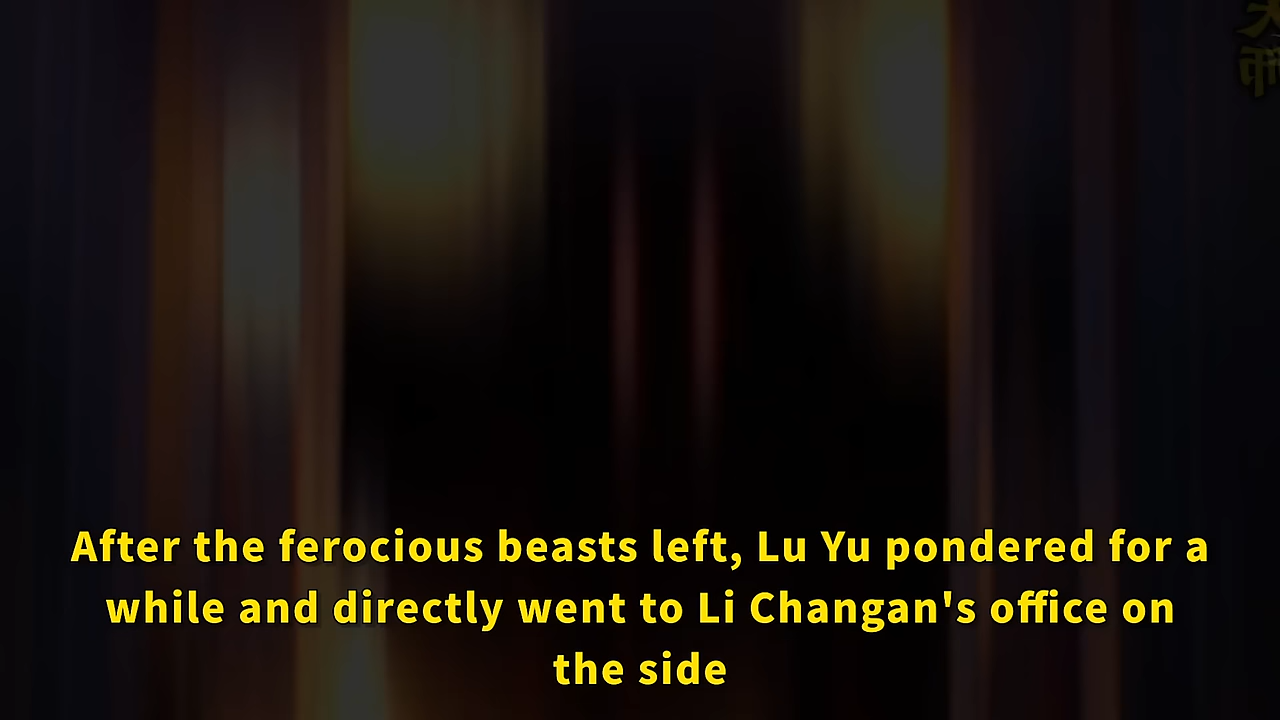 After the ferocious beasts left, Lu Yu pondered for a
while and directly went to Li Changan's office on
the side